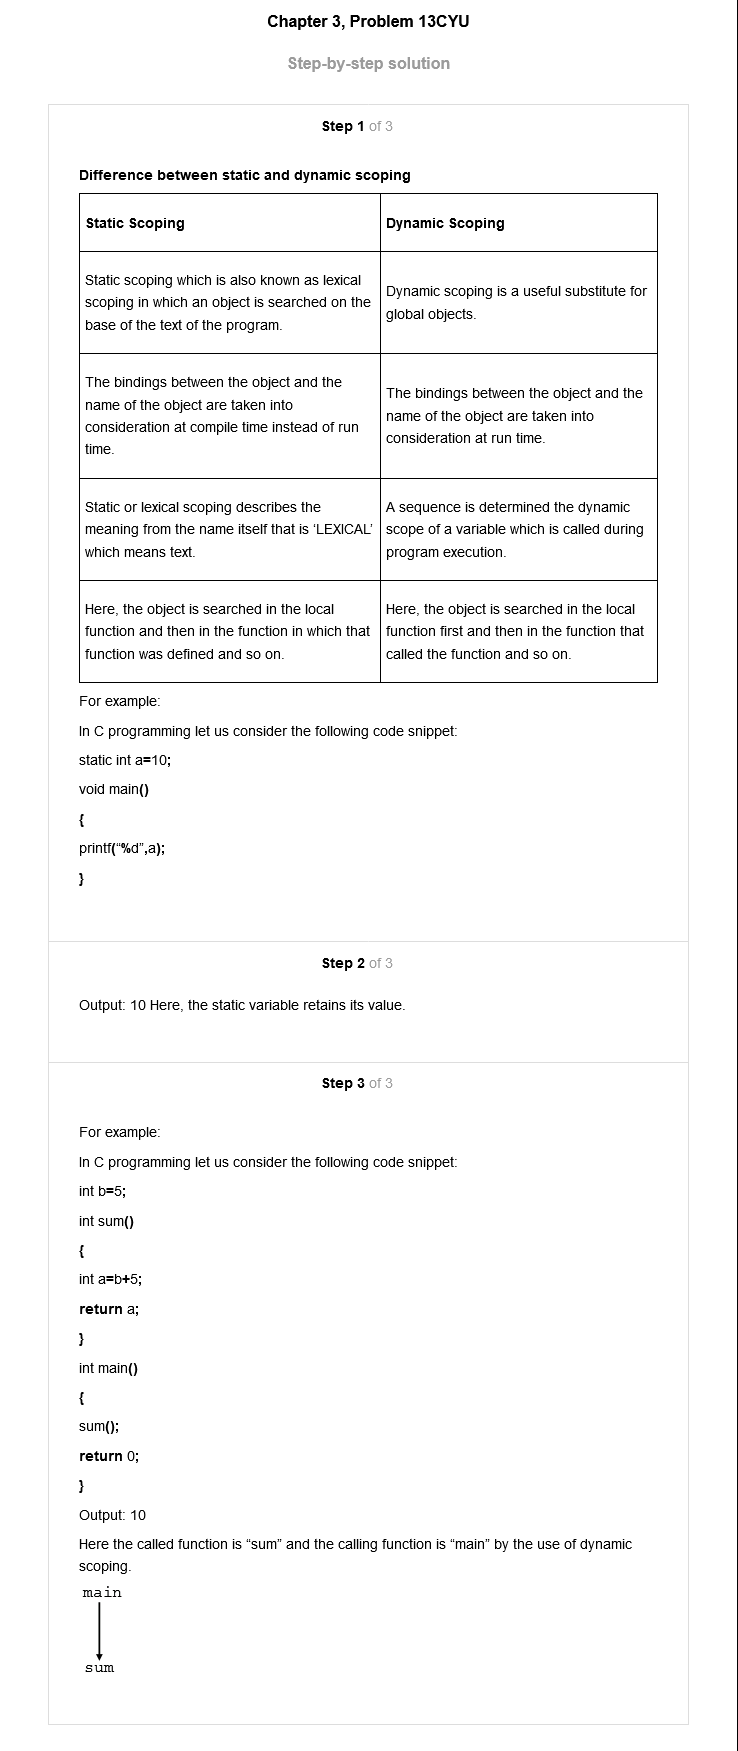 Chapter 3, Problem 13CYU
Step-by-step solution
Step 1 of 3
Difference between static and dynamic scoping
Static Scoping
Dynamic Scoping
Static scoping which is also known as lexical
scoping in which an object is searched on the
base of the text of the program.
Dynamic scoping is a useful substitute for
global objects.
The bindings between the object and the
name of the object are taken into
consideration at compile time instead of run
time.
The bindings between the object and the
name of the object are taken into
consideration at run time.
Static or lexical scoping describes the
meaning from the name itself that is ‘LEXICAL’
which means text.
A sequence is determined the dynamic
scope of a variable which is called during
program execution.
Here, the object is searched in the local
function and then in the function in which that
function was defined and so on.
Here, the object is searched in the local
function first and then in the function that
called the function and so on.
For example:
In C programming let us consider the following code snippet:
static int a=10;
void main()
{
printf(“%d”,a);
}
Step 2 of 3
Output: 10 Here, the static variable retains its value.
Step 3 of 3
For example:
In C programming let us consider the following code snippet:
int b=5;
int sum()
{
int a=b+5;
return a;
}
int main()
{
sum();
return 0;
}
Output: 10
Here the called function is “sum” and the calling function is “main” by the use of dynamic
scoping.
main
sum